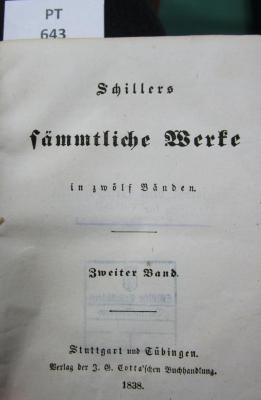 PT
643
Schillers
sämmtliche Werke
in zwölf Bänden.
Zweiter Band.
Stuttgart und Tübingen.
Verlag der J. G. Cotta'schen Buchhandlung.
1838.